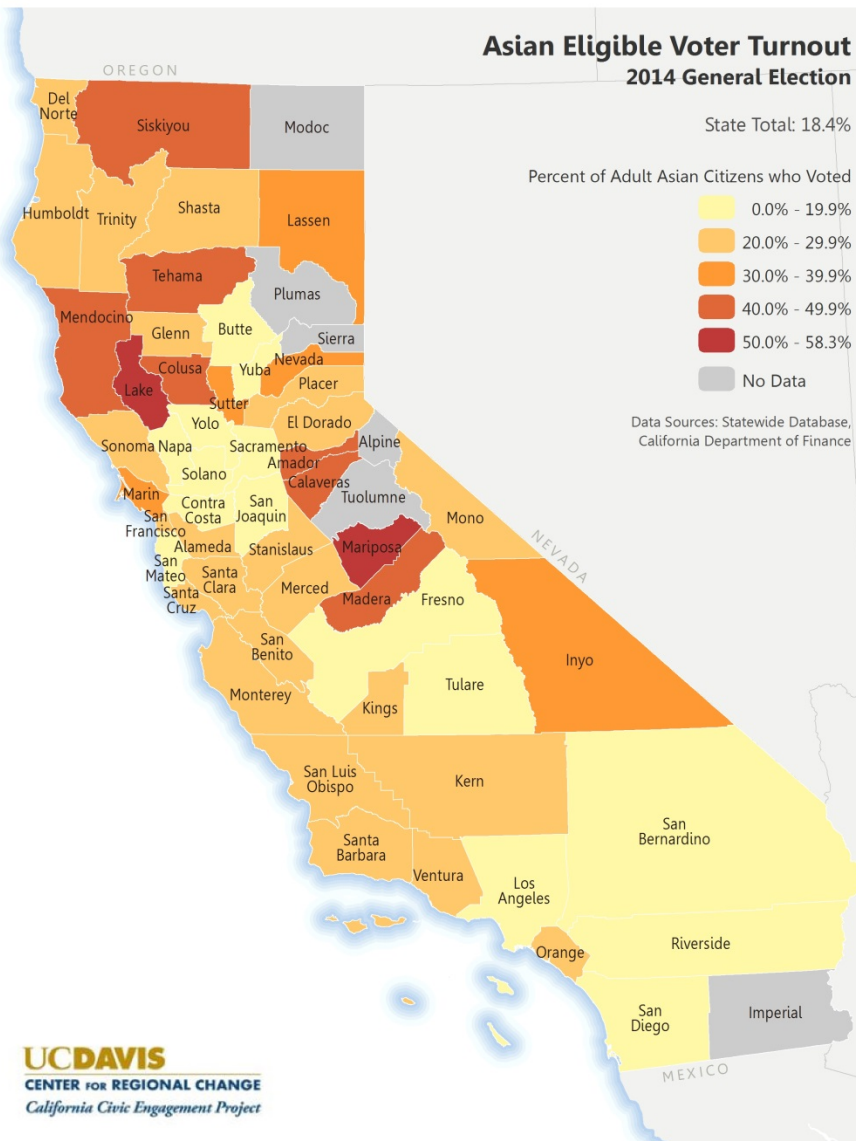 Asian Eligible Voter Turnout
2014 General Election
State Total: 18.4%
Percent of Adult Asian Citizens who Voted
0.0% - 19.9%
20.0% - 29.9%
30.0% - 39.9%
40.0% - 49.9%
50.0% - 58.3%
No Data
Data Sources: Statewide Database,
California Department of Finance
OREGON
Del
Norte
Siskiyou
Modoc
Humboldt
Trinity
Shasta
Lassen
Tehama
Plumas
Mendocino
Glenn
Butte
Sierra
Lake
Colusa
Yuba
Nevada
Sutter
Placer
Yolo
El Dorado
Sonoma
Napa
Sacramento
Alpine
Amador
Solano
Calaveras
Marin
Contra
Costa
San
Joaquin
Tuolumne
Mono
San
Francisco
Alameda
Stanislaus
Mariposa
NEVADA
San
Mateo
Santa
Clara
Santa
Cruz
Merced
Madera
Fresno
San
Benito
Inyo
Monterey
Kings
Tulare
San Luis
Obispo
Kern
San
Bernardino
Santa
Barbara
Ventura
Los
Angeles
Orange
Riverside
San
Diego
Imperial
MEXICO
UCDAVIS
CENTER FOR REGIONAL CHANGE
California Civic Engagement Project